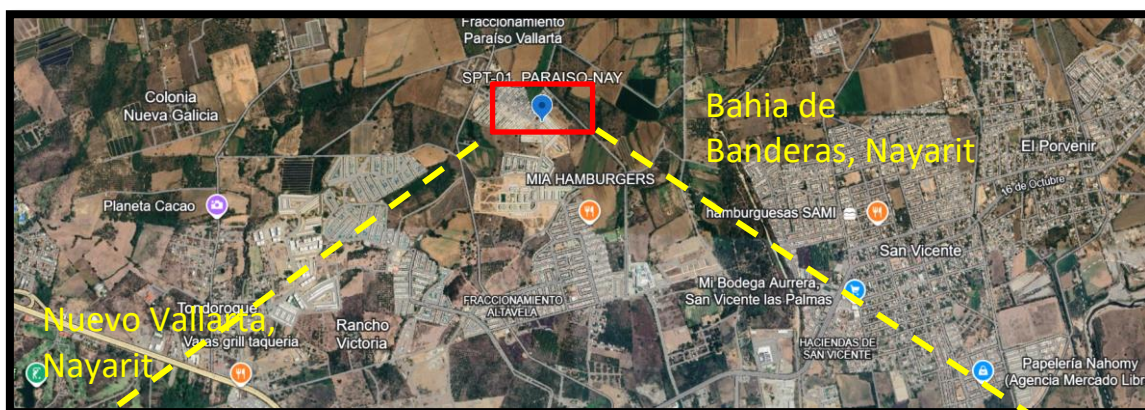 Fraccionamiento
Paraíso Vallarta
SPT-01 PARAISO-NAY
Colonia
Nueva Galicia
Bahia de
Banderas, Nayarit
El Porvenir
MIA HAMBURGERS
16 de Octubre
Planeta Cacao
hamburguesas SAMI
San Vicente
Mi Bodega Aurrera,
San Vicente las Palmas
FRACCIONAMIENTO
ALTAVELA
Tondoroque
Nuevo Vallarta,
Nayarit
Varas grill taqueria
Rancho
Victoria
HACIENDAS DE
SAN VICENTE
Papelería Nahomy
(Agencia Mercado Libr